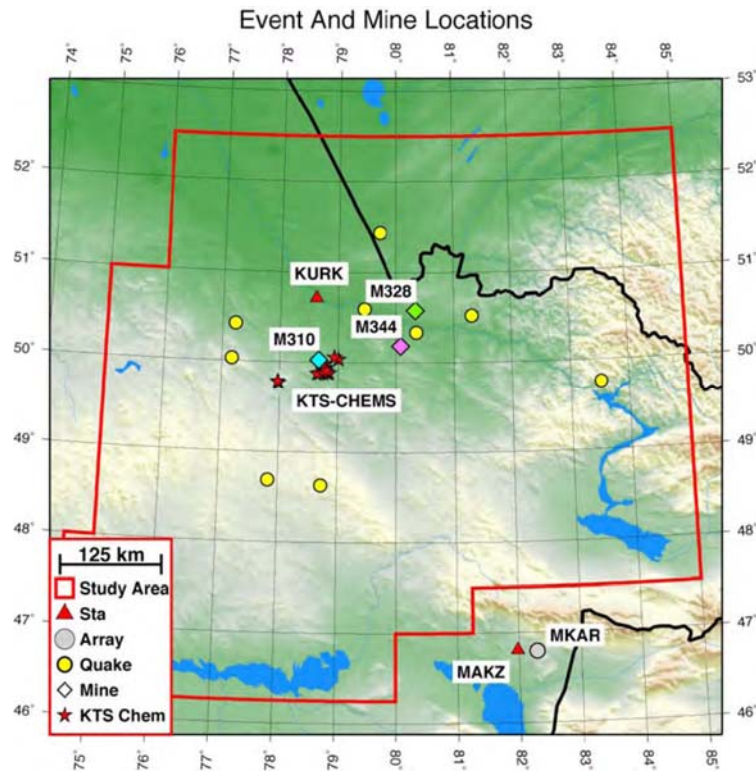 Event And Mine Locations
74° 75° 76° 77° 78° 79° 80° 81° 82° 83° 84° 85°
53°
52° 52°
51° 51°
KURK
M328
M344
M310
50° 50°
KTS-CHEMS
49° 49°
48° 48°
125 km
Study Area
Sta
Array
Quake
Mine
KTS Chem
47°
MKAR
MAKZ
46°
75° 76° 77° 78° 79° 80° 81° 82° 83° 84° 85°